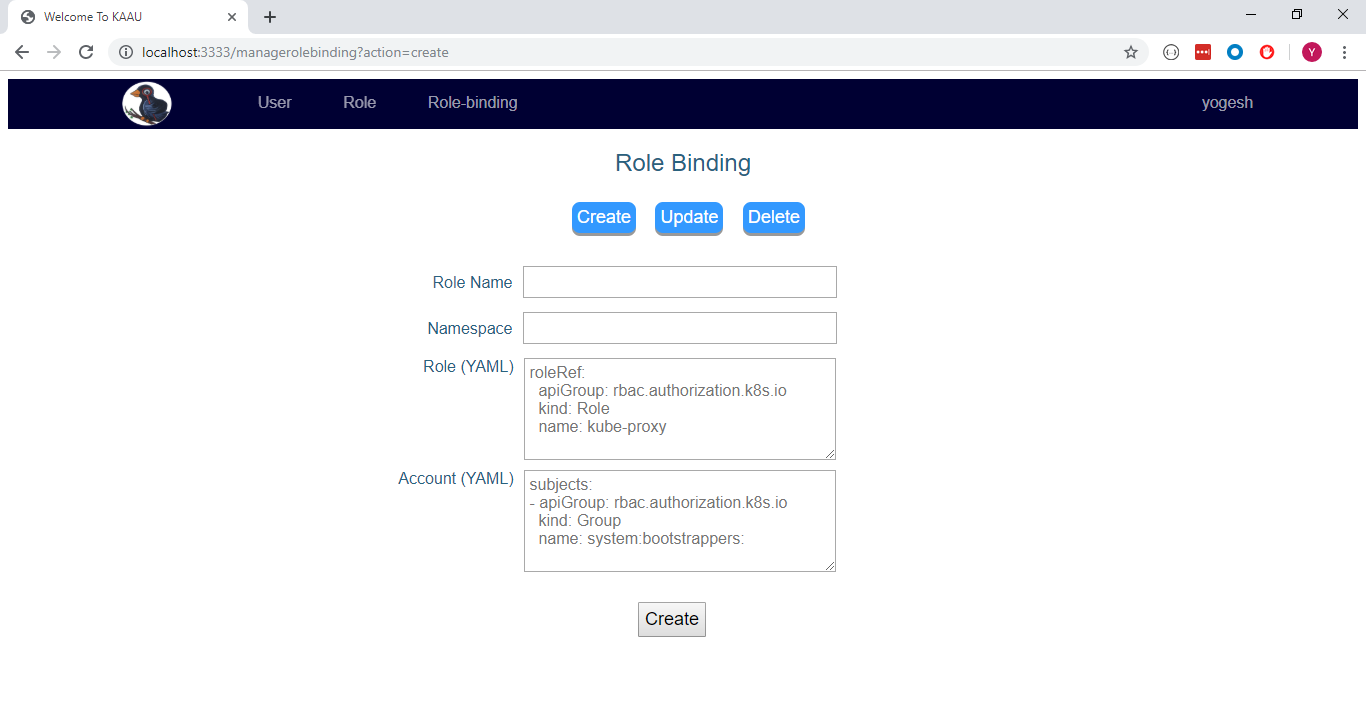 Welcome To KAAU
localhost:3333/managerolebinding?action=create
Y
User Role Role-binding yogesh
Role Binding
Create Update Delete
Role Name
Namespace
Role (YAML)
roleRef:
  apiGroup: rbac.authorization.k8s.io
  kind: Role
  name: kube-proxy
Account (YAML)
subjects:
- apiGroup: rbac.authorization.k8s.io
  kind: Group
  name: system:bootstrappers:
Create